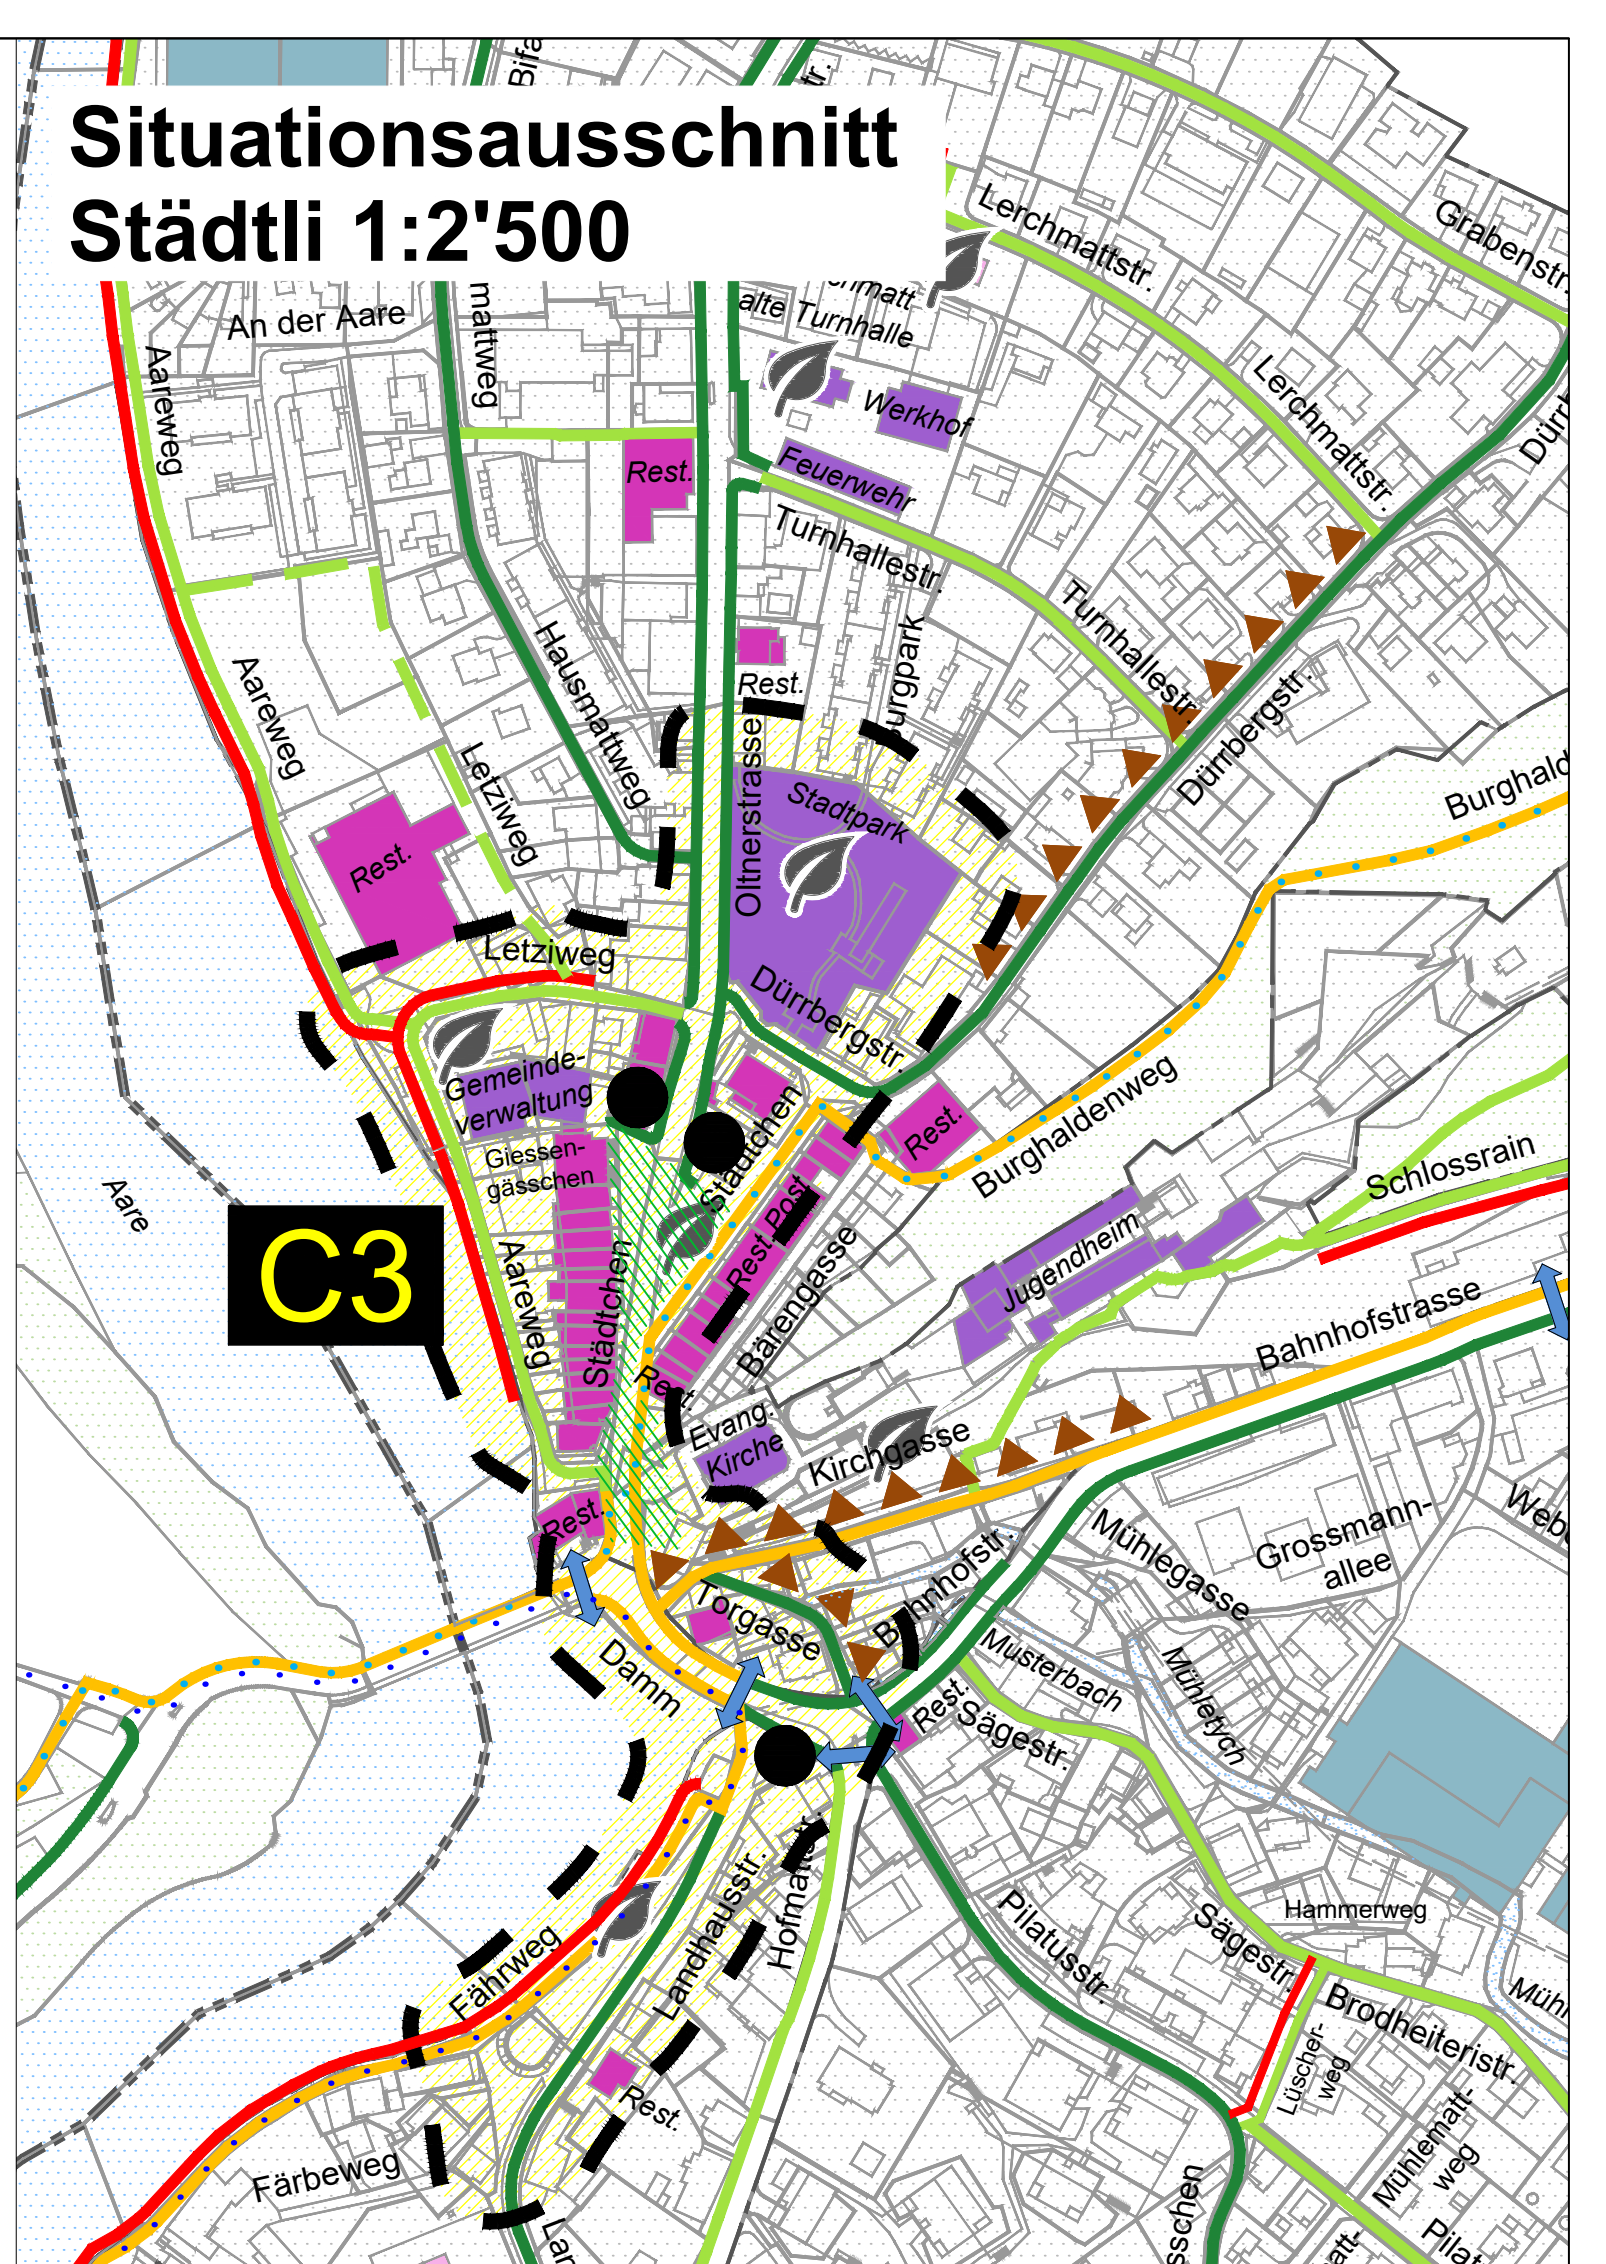 Situationsausschnitt
Städtli 1:2'500
Bifa
tr.
Lerchmattstr.
Grabenstr.
An der Aare
mattweg
alte Turnhalle
Aareweg
Werkhof
Lerchmattstr.
Rest.
Feuerwehr
Turnhallestr.
Turnhallestr.
Hausmattweg
Burgpark
Rest.
Aareweg
Oltnerstrasse
Dürrbergstr.
Letziweg
Stadtpark
Burghald
Rest.
Letziweg
Dürrbergstr.
Gemeinde-
verwaltung
Städtchen
Rest.
Burghaldenweg
Giessen-
gässchen
Schlossrain
Aare
Post
C3
Rest.
Bärengasse
Jugendheim
Aareweg
Städtchen
Bahnhofstrasse
Rest.
Evang.
Kirche
Kirchgasse
Rest.
Mühlegasse
Grossmann-
allee
Torgasse
Bahnhofstr.
Damm
Musterbach
Mühletych
Rest.
Sägestr.
Landhausstr.
Hofmattstr.
Pilatusstr.
Sägestr.
Hammerweg
Fährweg
Brodheiteristr.
Lüscher-
weg
Rest.
Mühlematt-
weg
Färbeweg
sschen